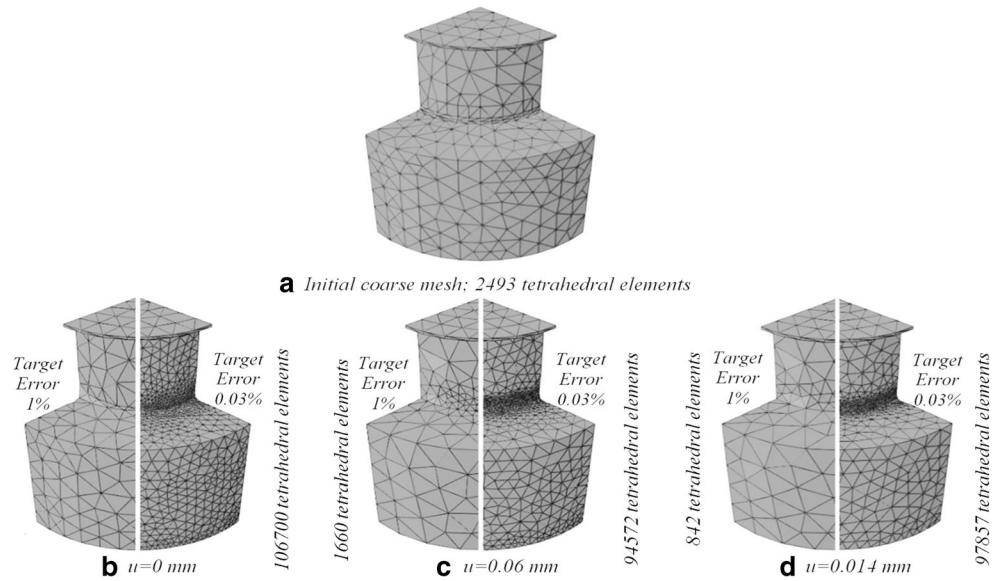 a Initial coarse mesh; 2493 tetrahedral elements
Target
Error
1%
Target
Error
0.03%
106700 tetrahedral elements
b u=0 mm
1660 tetrahedral elements
Target
Error
1%
Target
Error
0.03%
94572 tetrahedral elements
c u=0.06 mm
842 tetrahedral elements
Target
Error
1%
Target
Error
0.03%
97857 tetrahedral elements
d u=0.014 mm